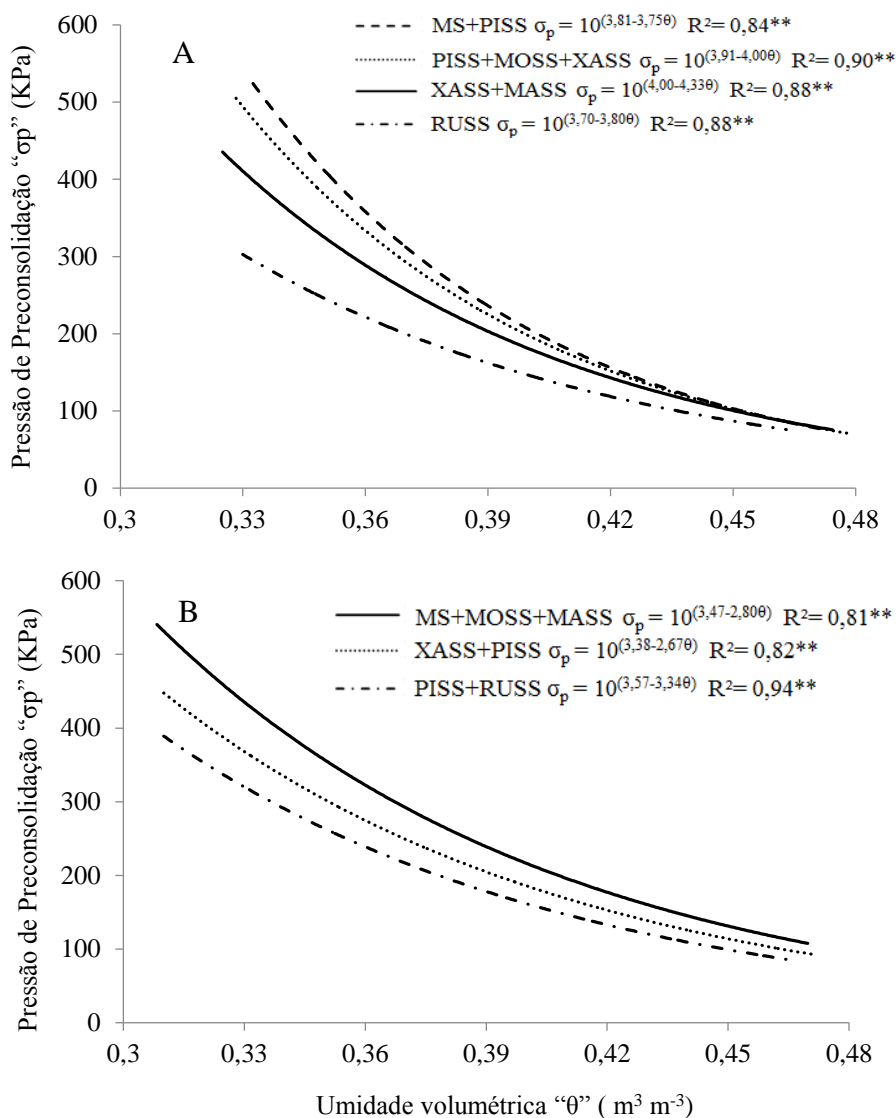 A
MS+PISS σp = 10^(3,81-3,75θ) R²= 0,84**
PISS+MOSS+XASS σp = 10^(3,91-4,00θ) R²= 0,90**
XASS+MASS σp = 10^(4,00-4,33θ) R²= 0,88**
RUSS σp = 10^(3,70-3,80θ) R²= 0,88**
Pressão de Preconsolidação “σp” (KPa)
600
500
400
300
200
100
0
0,3 0,33 0,36 0,39 0,42 0,45 0,48
B
MS+MOSS+MASS σp = 10^(3,47-2,80θ) R²= 0,81**
XASS+PISS σp = 10^(3,38-2,67θ) R²= 0,82**
PISS+RUSS σp = 10^(3,57-3,34θ) R²= 0,94**
Pressão de Preconsolidação “σp” (KPa)
600
500
400
300
200
100
0
0,3 0,33 0,36 0,39 0,42 0,45 0,48
Umidade volumétrica “θ” ( m³ m⁻³)